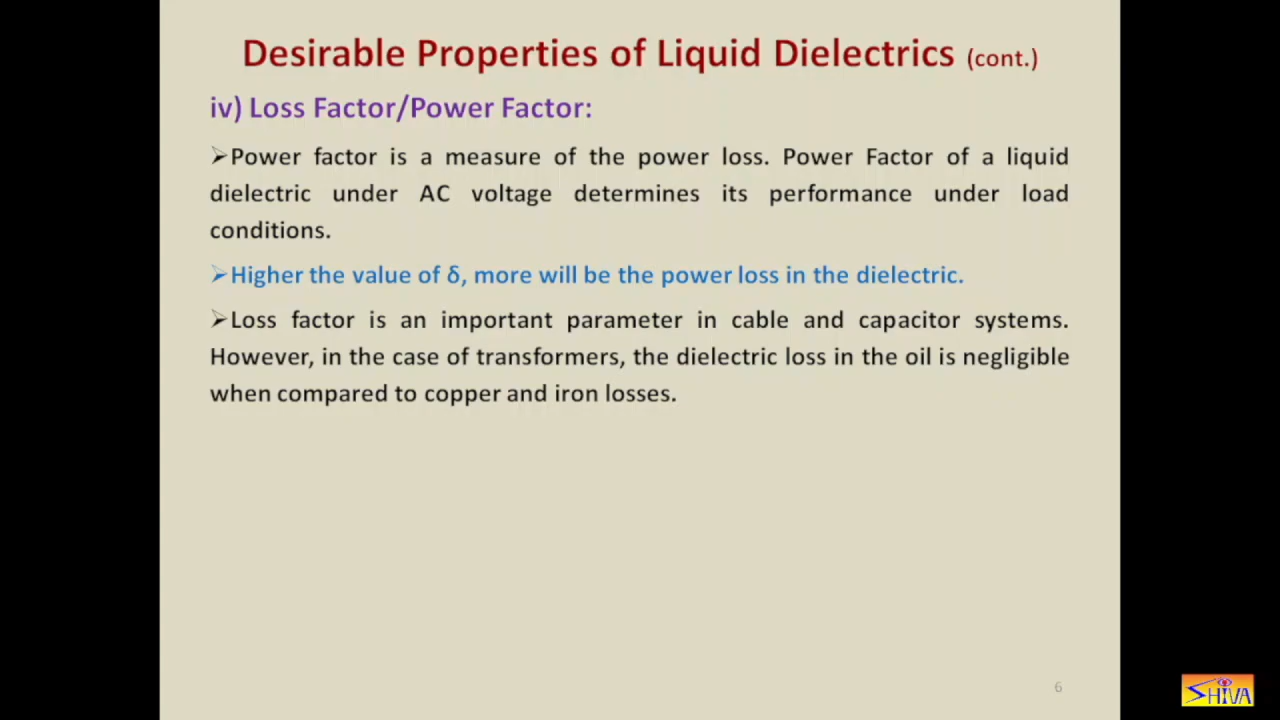 Desirable Properties of Liquid Dielectrics (cont.)
iv) Loss Factor/Power Factor:
➢Power factor is a measure of the power loss. Power Factor of a liquid
dielectric under AC voltage determines its performance under load
conditions.
➢Higher the value of δ, more will be the power loss in the dielectric.
➢Loss factor is an important parameter in cable and capacitor systems.
However, in the case of transformers, the dielectric loss in the oil is negligible
when compared to copper and iron losses.
6
SHIVA